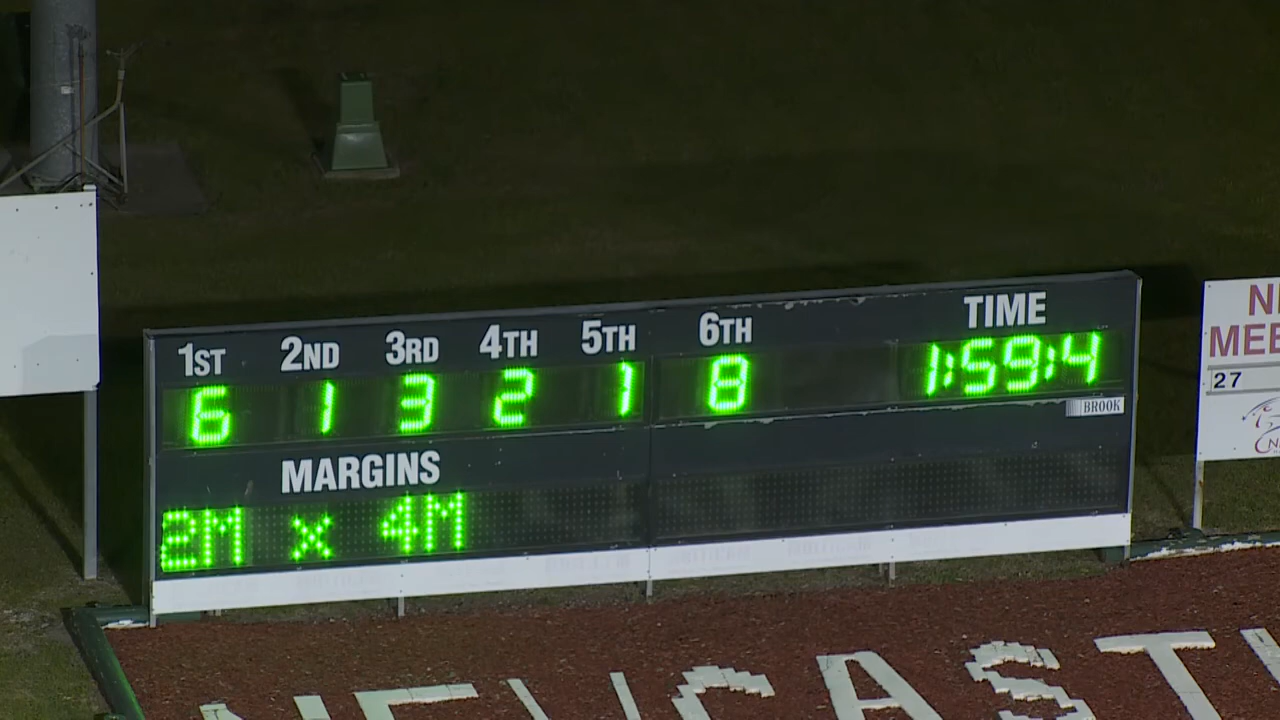 1ST 2ND 3RD 4TH 5TH 6TH TIME
6 1 3 2 1 8 1:59:4
BROOK
MARGINS
2M x 4M
27
NEWCAST